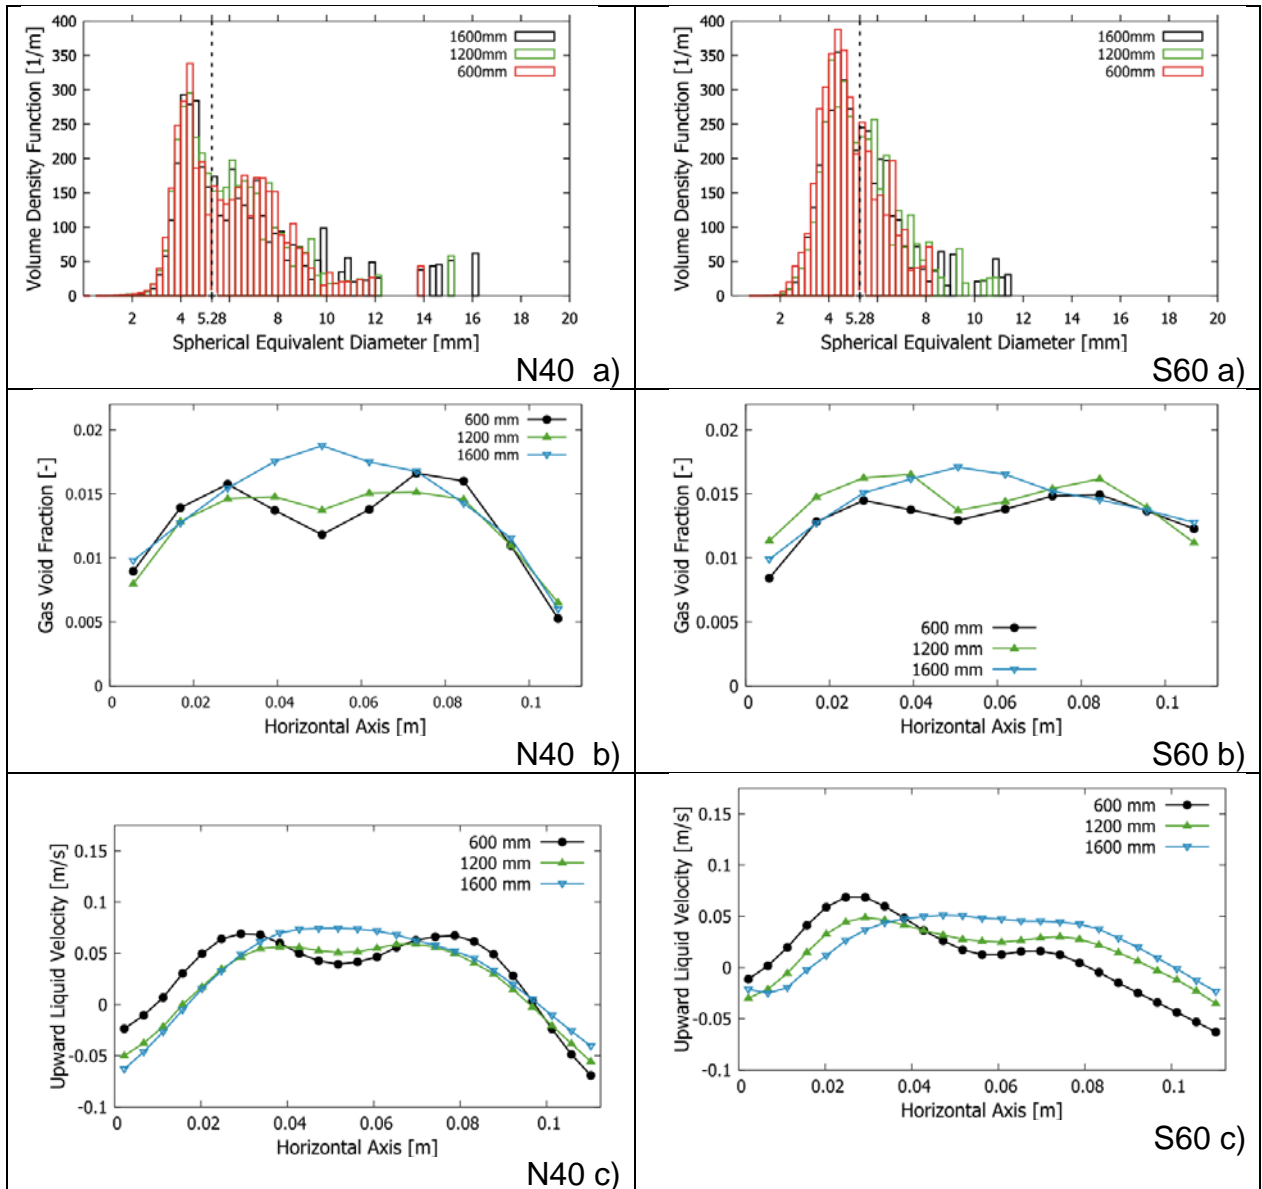 400
350
300
250
200
150
100
50
0
Volume Density Function [1/m]
1600mm
1200mm
600mm
2 4 5.28 8 10 12 14 16 18 20
Spherical Equivalent Diameter [mm]
N40 a)
400
350
300
250
200
150
100
50
0
Volume Density Function [1/m]
1600mm
1200mm
600mm
2 4 5.28 8 10 12 14 16 18 20
Spherical Equivalent Diameter [mm]
S60 a)
0.02
0.015
0.01
0.005
0
Gas Void Fraction [-]
600 mm
1200 mm
1600 mm
0 0.02 0.04 0.06 0.08 0.1
Horizontal Axis [m]
N40 b)
0.02
0.015
0.01
0.005
0
Gas Void Fraction [-]
600 mm
1200 mm
1600 mm
0 0.02 0.04 0.06 0.08 0.1
Horizontal Axis [m]
S60 b)
0.15
0.1
0.05
0
-0.05
-0.1
Upward Liquid Velocity [m/s]
600 mm
1200 mm
1600 mm
0 0.02 0.04 0.06 0.08 0.1
Horizontal Axis [m]
N40 c)
0.15
0.1
0.05
0
-0.05
-0.1
Upward Liquid Velocity [m/s]
600 mm
1200 mm
1600 mm
0 0.02 0.04 0.06 0.08 0.1
Horizontal Axis [m]
S60 c)